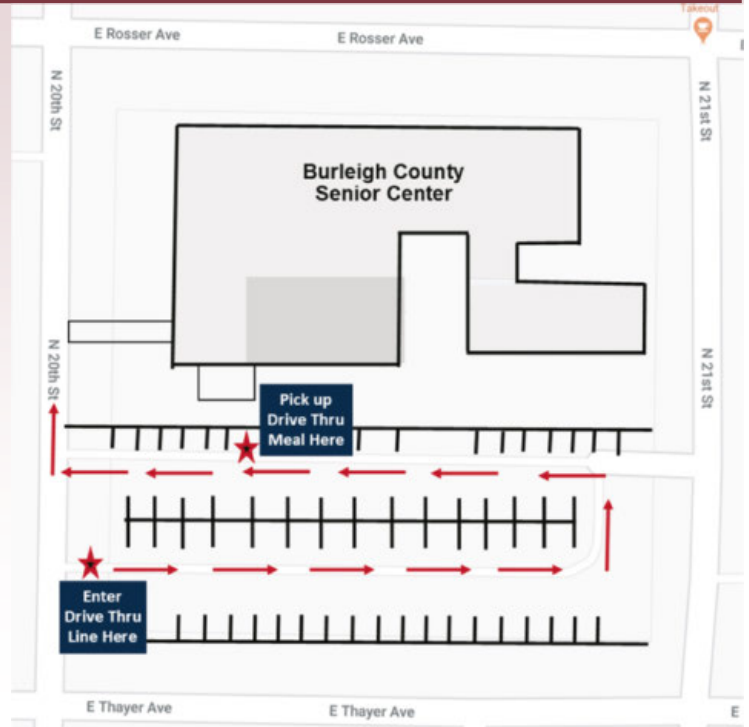 Takeout
E Rosser Ave
E Rosser Ave
E
N 20th St
N 21st St
Burleigh County
Senior Center
N 20th St
N 21st St
Pick up
Drive Thru
Meal Here
Enter
Drive Thru
Line Here
E Thayer Ave
E Thayer Ave
E